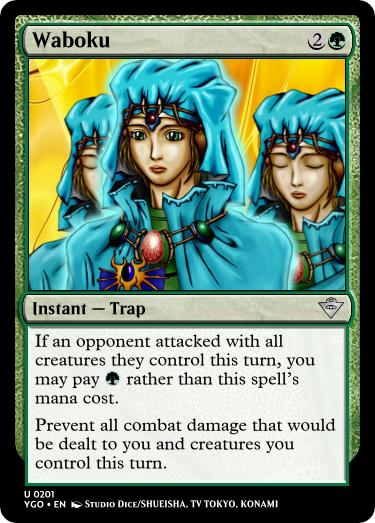 Waboku 2
Instant — Trap
If an opponent attacked with all
creatures they control this turn, you
may pay rather than this spell's
mana cost.
Prevent all combat damage that would
be dealt to you and creatures you
control this turn.
U 0201
YGO • EN Studio Dice/SHUEISHA, TV TOKYO, KONAMI